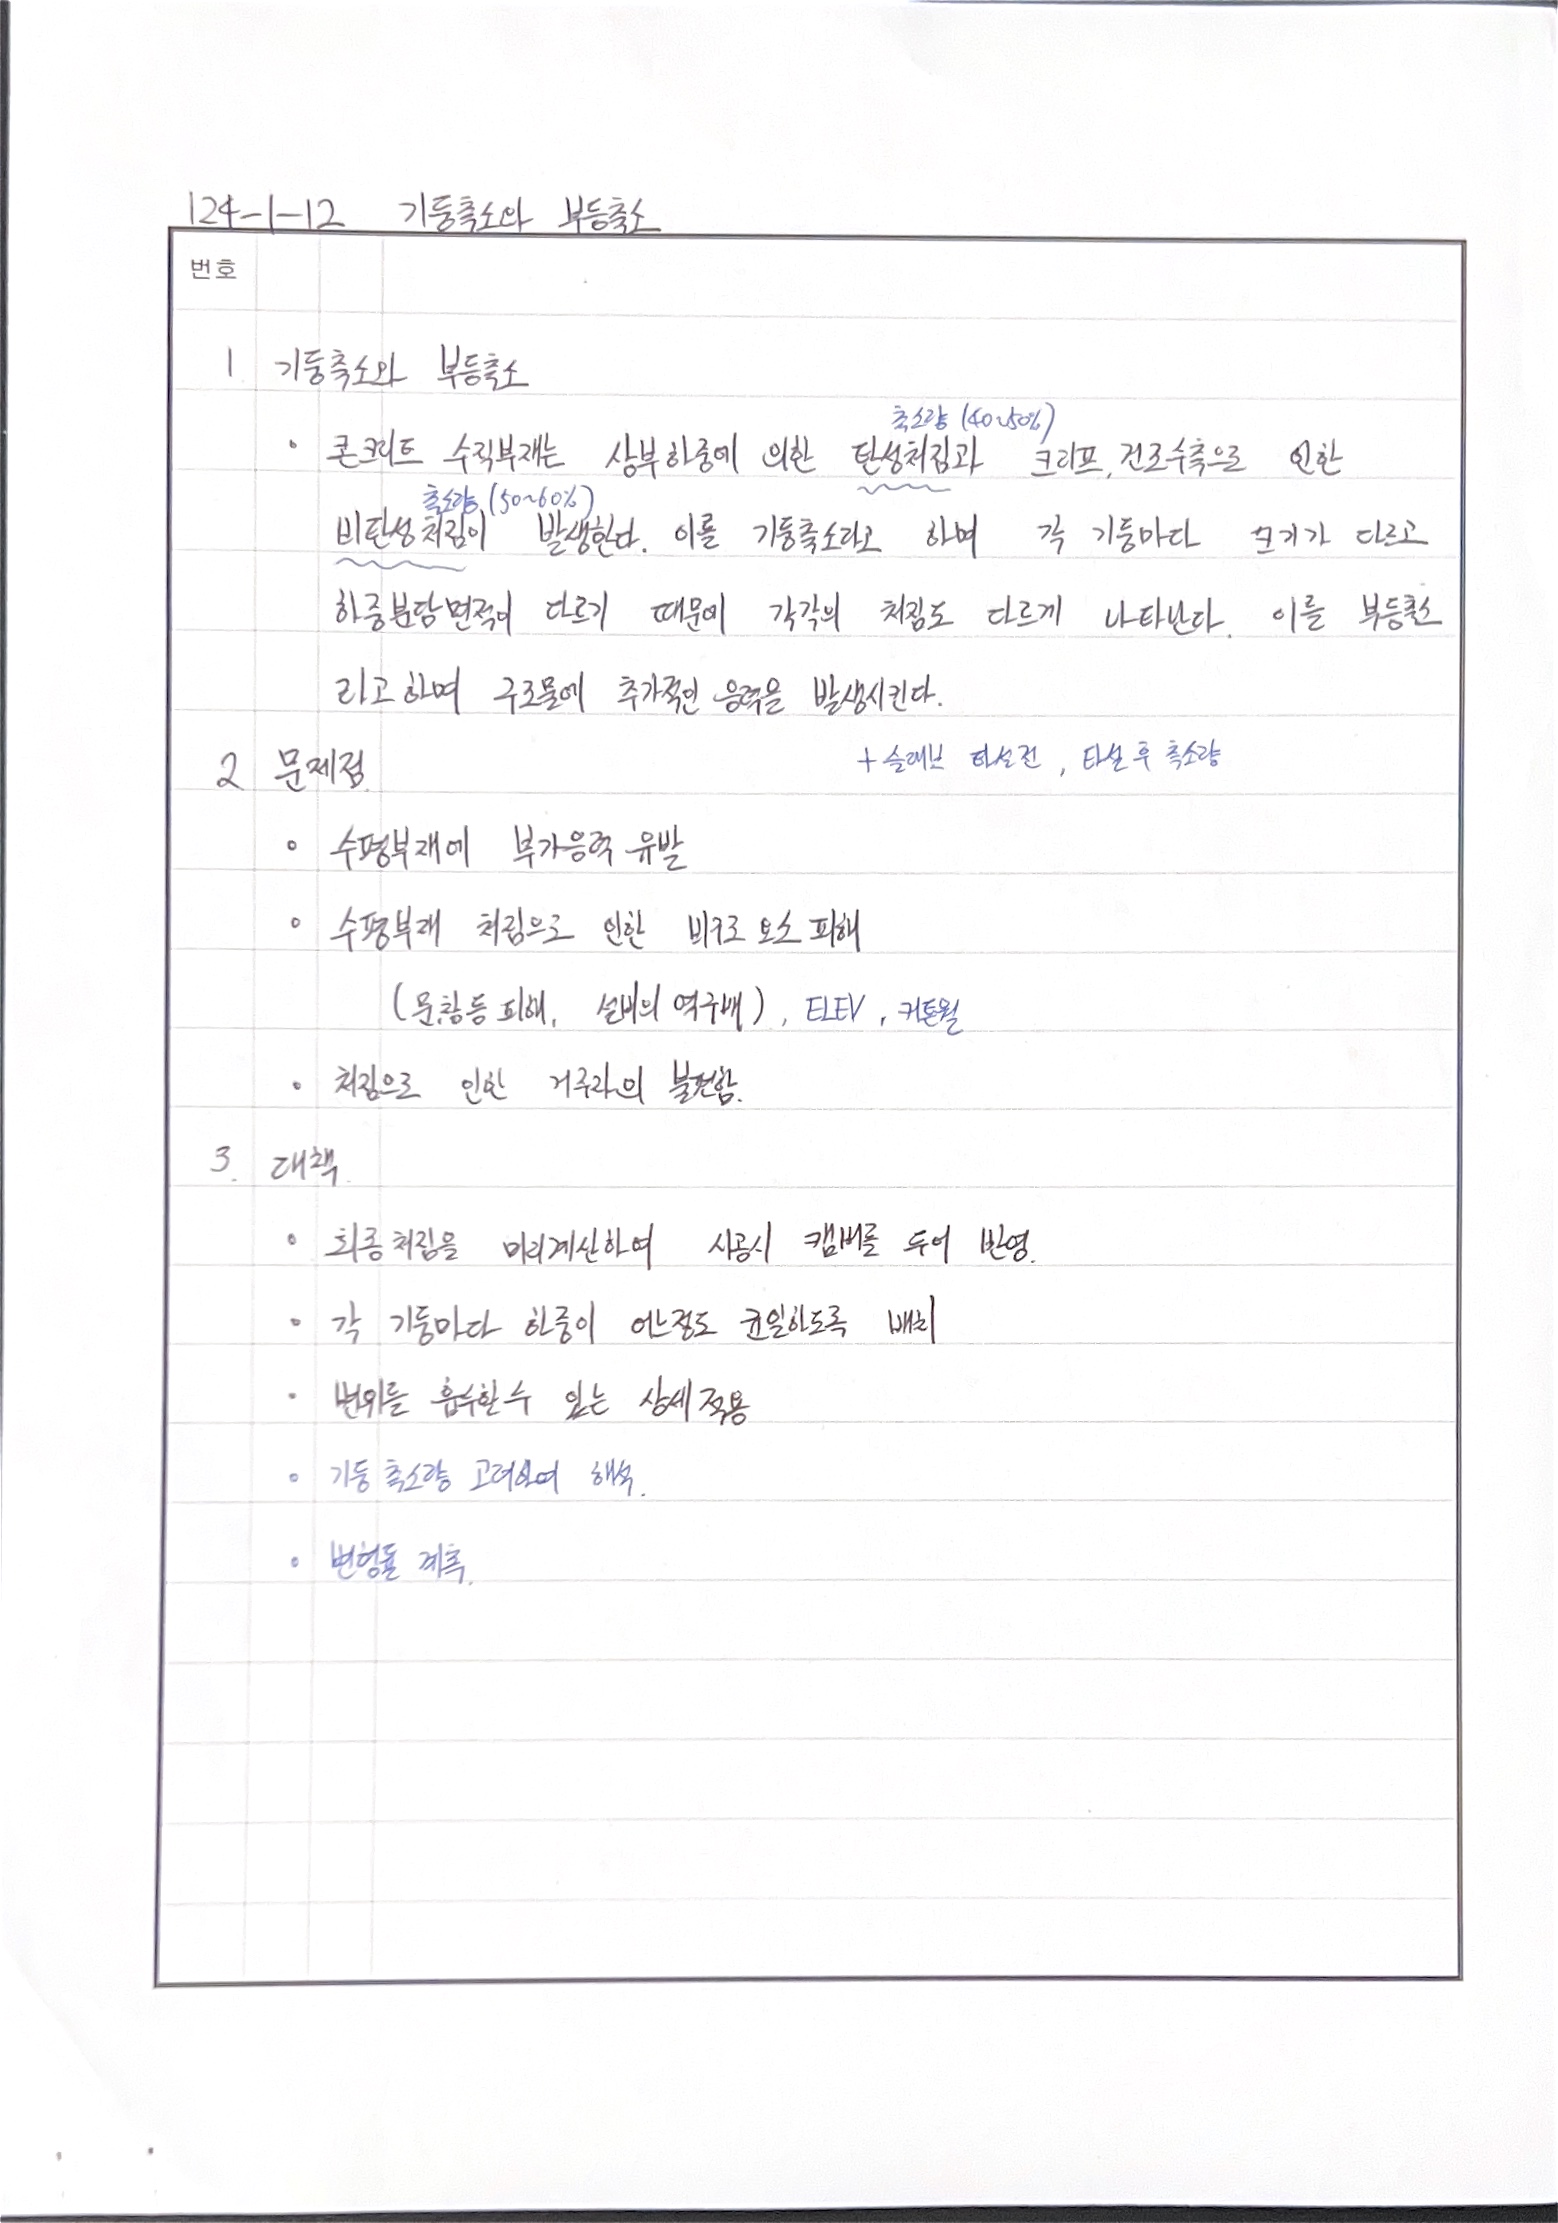 124-1-12 기둥축소와 부등축소
번호
1 기둥축소와 부등축소
축소량 (40~50%)
• 콘크리트 수직부재는 상부하중에 의한 탄성처짐과 크리프, 건조수축으로 인한
축소량 (50~60%)
비탄성처짐이 발생한다. 이를 기둥축소라고 하며 각 기둥마다 크기가 다르고
하중분담면적이 다르기 때문에 각각의 처짐도 다르게 나타난다. 이를 부등축소
라고하며 구조물에 추가적인 응력을 발생시킨다.
+ 슬래브 타설전, 타설후 축소량
2 문제점.
• 수평부재에 부가응력 유발
• 수평부재 처짐으로 인한 비구조 요소 피해
(문,창등 피해, 설비의 역구배), ELEV, 커튼월
• 처짐으로 인한 거주자의 불편함.
3. 대책.
• 최종처짐을 미리계산하여 시공시 캠버를 두어 반영.
• 각 기둥마다 하중이 어느정도 균일하도록 배치
• 변위를 흡수할수 있는 상세적용
• 기둥 축소량 고려하여 해석.
• 변형률 계측.